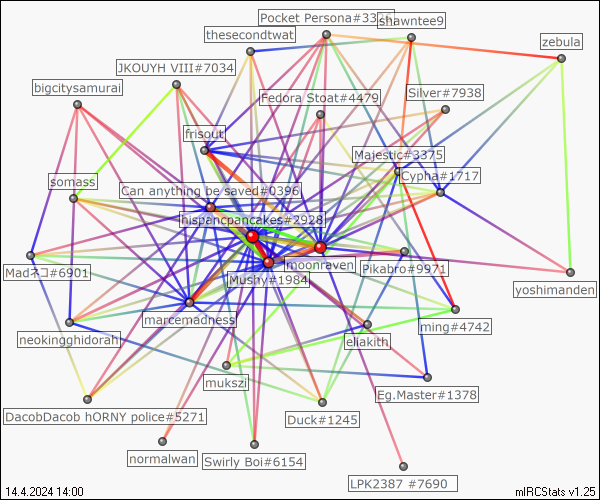 Pocket Persona#33
shawntee9
thesecondtwat
zebula
JKOUYH VIII#7034
bigcitysamurai
Silver#7938
Fedora Stoat#4479
frisout
Majestic#3375
Cypha#1717
somass
Can anything be saved#0396
hispancpancakes#2928
moonraven
Pikabro#9971
Madネコ#6901
Mushy#1984
yoshimanden
marcemadness
ming#4742
neokingghidorah
eliakith
mukszi
Eg.Master#1378
DacobDacob hORNY police#5271
Duck#1245
normalwan
Swirly Boi#6154
LPK2387 #7690
14.4.2024 14:00
mIRCStats v1.25